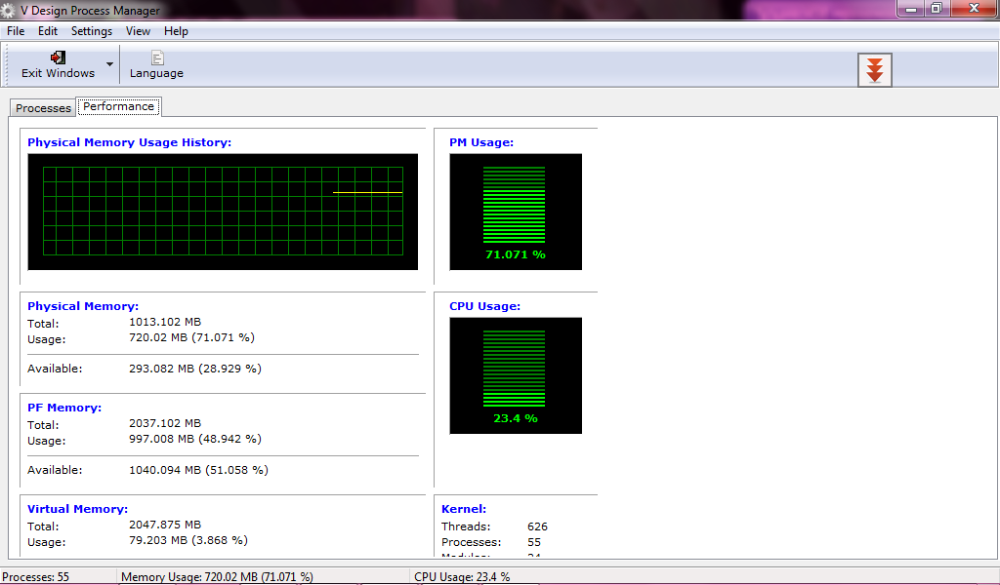 V Design Process Manager
File Edit Settings View Help
Exit Windows Language
Processes Performance
Physical Memory Usage History:
PM Usage:
71.071 %
Physical Memory:
Total: 1013.102 MB
Usage: 720.02 MB (71.071 %)
Available: 293.082 MB (28.929 %)
CPU Usage:
23.4 %
PF Memory:
Total: 2037.102 MB
Usage: 997.008 MB (48.942 %)
Available: 1040.094 MB (51.058 %)
Virtual Memory:
Total: 2047.875 MB
Usage: 79.203 MB (3.868 %)
Kernel:
Threads: 626
Processes: 55
Processes: 55 Memory Usage: 720.02 MB (71.071 %) CPU Usage: 23.4 %